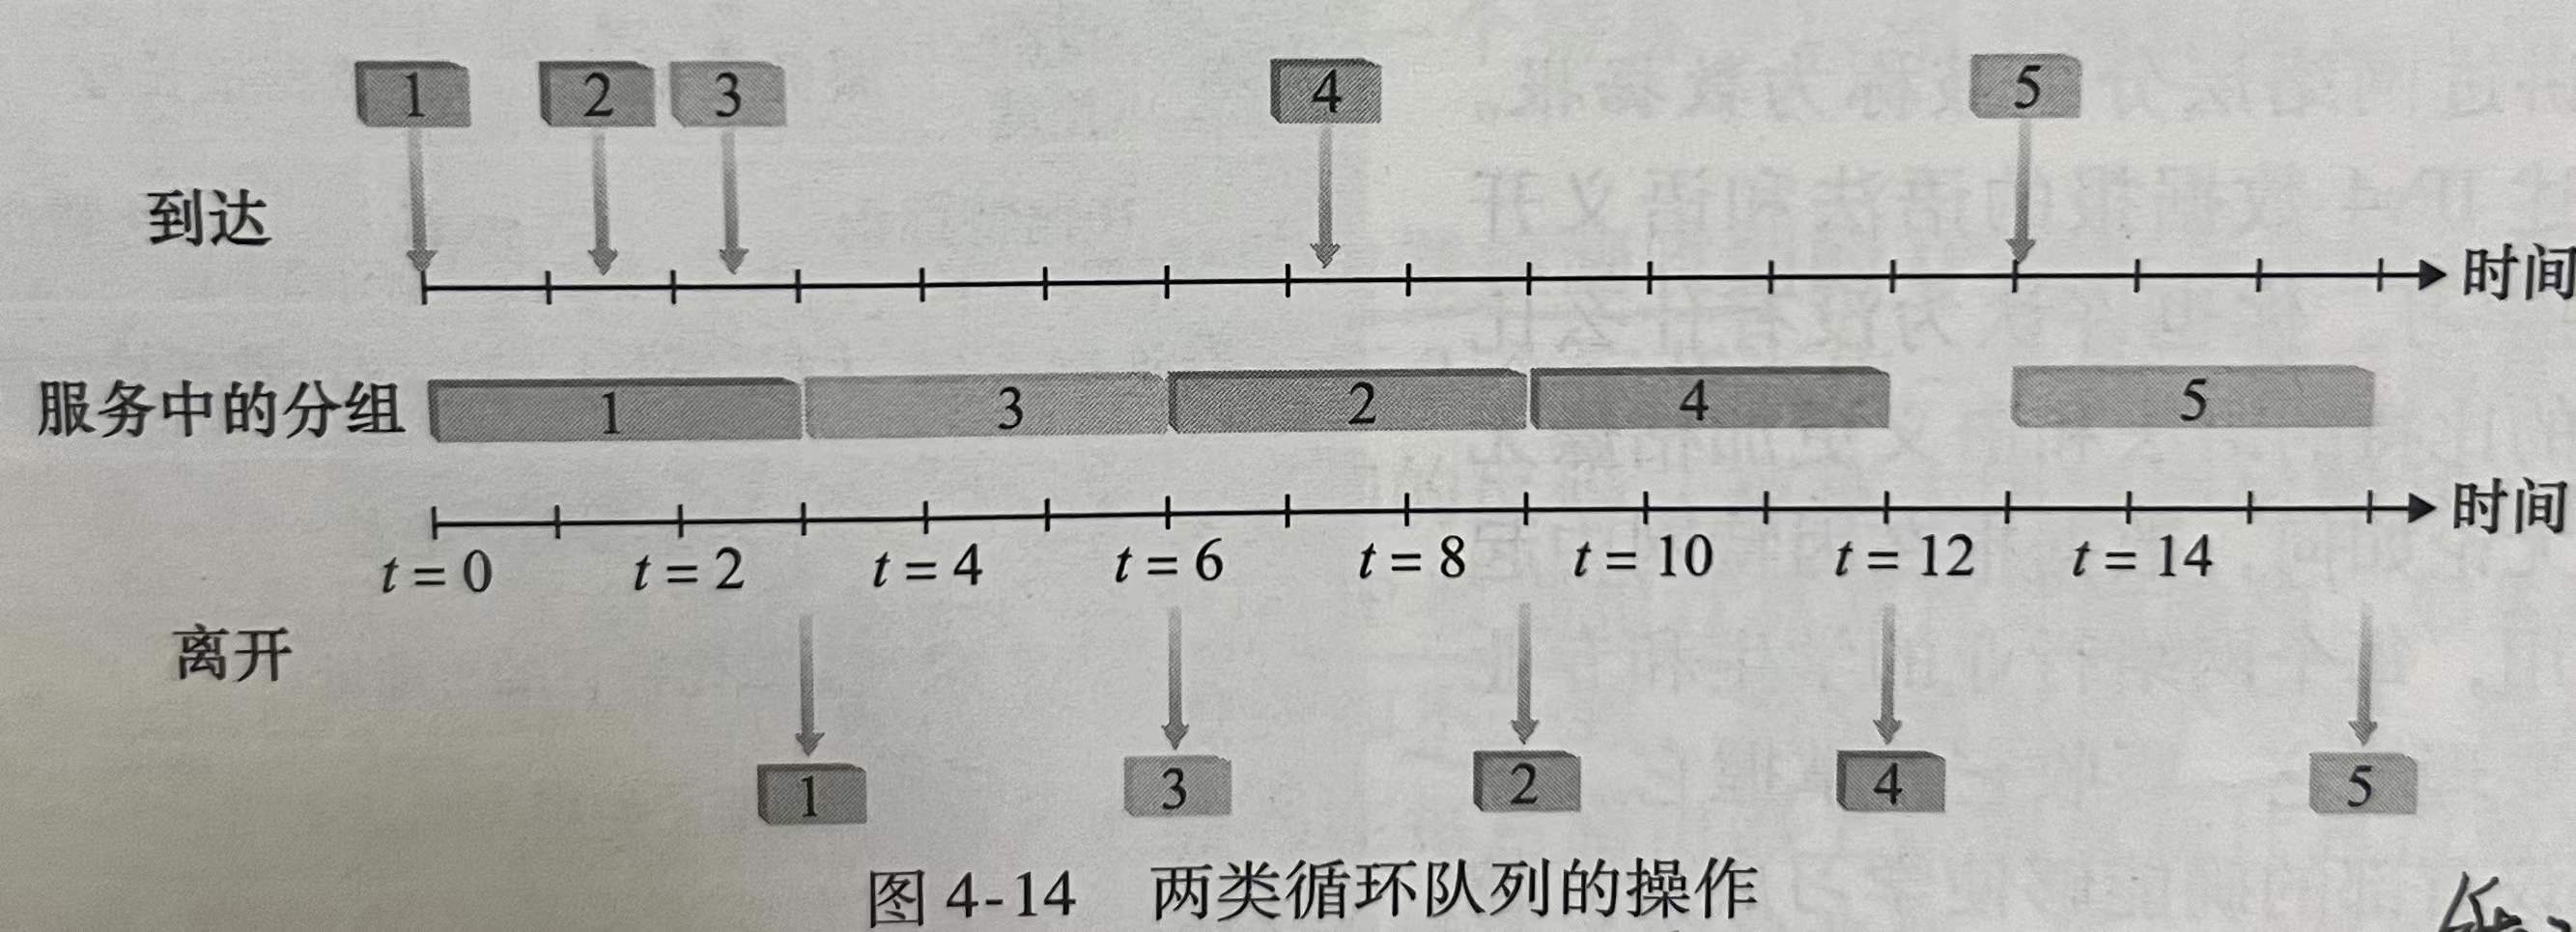 1 2 3 4 5
到达
时间
服务中的分组 1 3 2 4 5
时间
t = 0 t = 2 t = 4 t = 6 t = 8 t = 10 t = 12 t = 14
离开
1 3 2 4 5
图 4-14 两类循环队列的操作